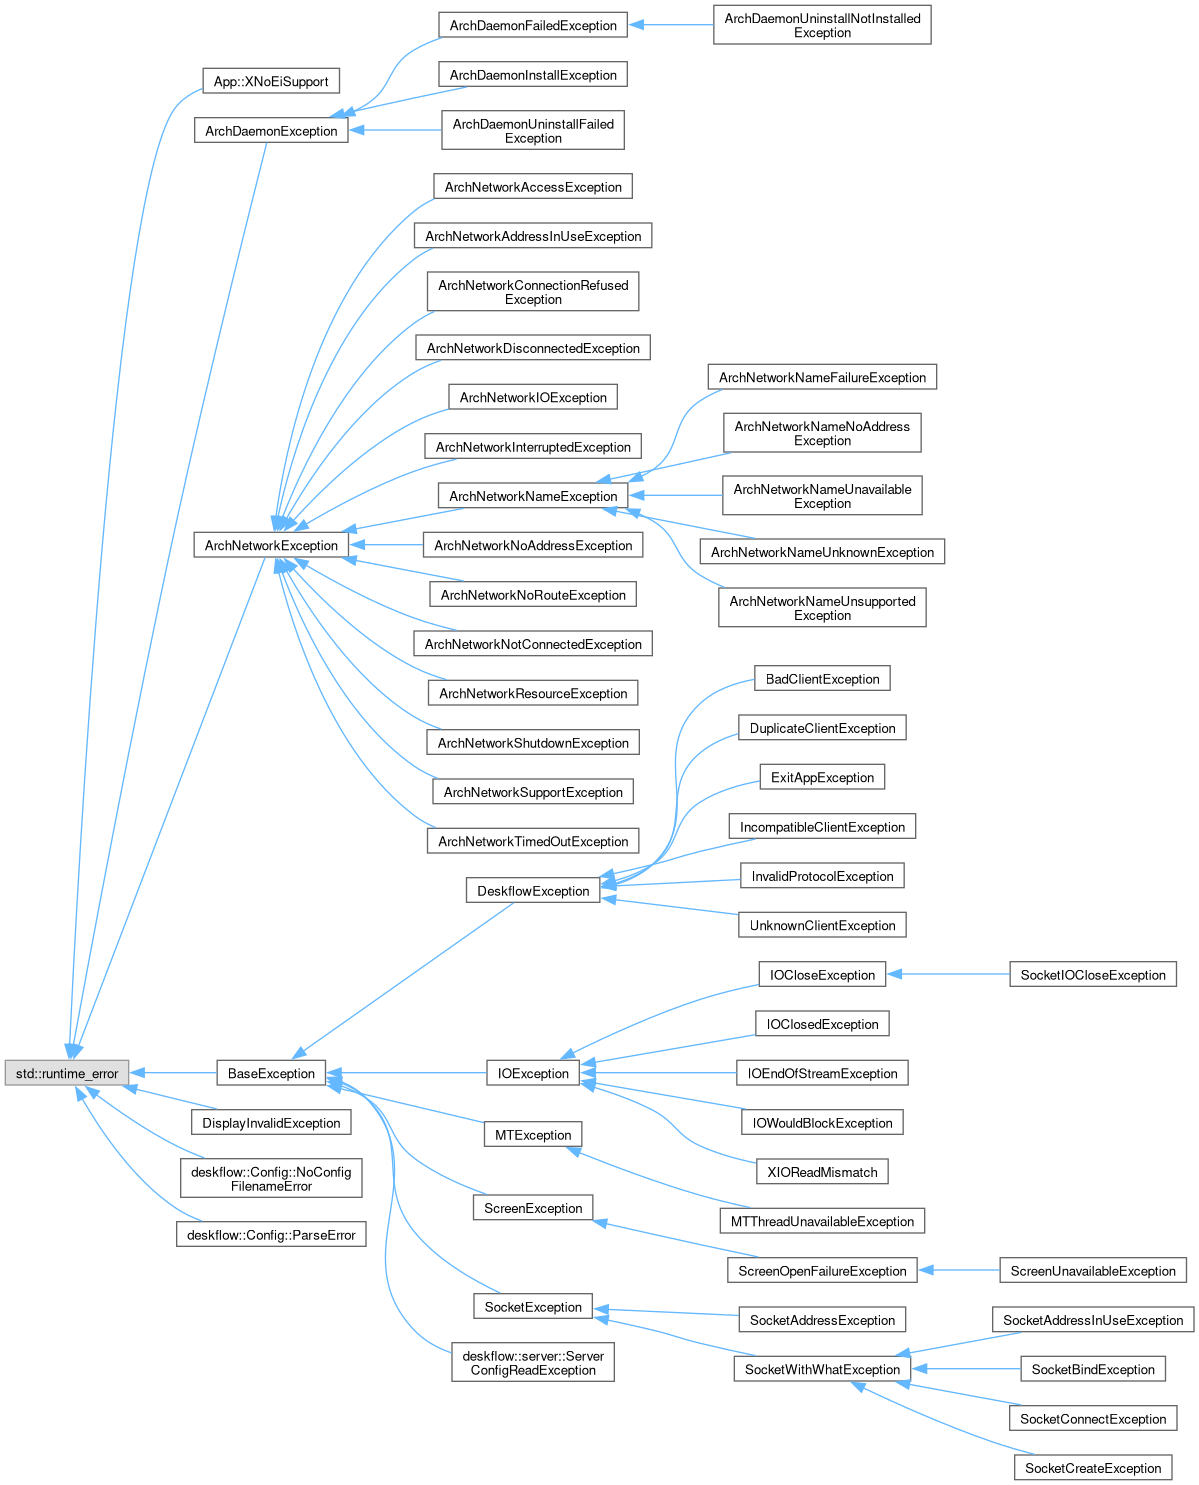 ArchDaemonFailedException
ArchDaemonUninstallNotInstalled
Exception
App::XNoEiSupport
ArchDaemonInstallException
ArchDaemonException
ArchDaemonUninstallFailed
Exception
ArchNetworkAccessException
ArchNetworkAddressInUseException
ArchNetworkConnectionRefused
Exception
ArchNetworkDisconnectedException
ArchNetworkNameFailureException
ArchNetworkIOException
ArchNetworkNameNoAddress
Exception
ArchNetworkInterruptedException
ArchNetworkNameException
ArchNetworkNameUnavailable
Exception
ArchNetworkException
ArchNetworkNoAddressException
ArchNetworkNameUnknownException
ArchNetworkNoRouteException
ArchNetworkNameUnsupported
Exception
ArchNetworkNotConnectedException
ArchNetworkResourceException
BadClientException
ArchNetworkShutdownException
DuplicateClientException
ArchNetworkSupportException
ExitAppException
ArchNetworkTimedOutException
IncompatibleClientException
DeskflowException
InvalidProtocolException
UnknownClientException
IOCloseException
SocketIOCloseException
IOClosedException
std::runtime_error
BaseException
IOException
IOEndOfStreamException
DisplayInvalidException
MTException
IOWouldBlockException
deskflow::Config::NoConfig
FilenameError
XIOReadMismatch
deskflow::Config::ParseError
ScreenException
MTThreadUnavailableException
ScreenOpenFailureException
ScreenUnavailableException
SocketException
SocketAddressException
SocketAddressInUseException
deskflow::server::Server
ConfigReadException
SocketWithWhatException
SocketBindException
SocketConnectException
SocketCreateException